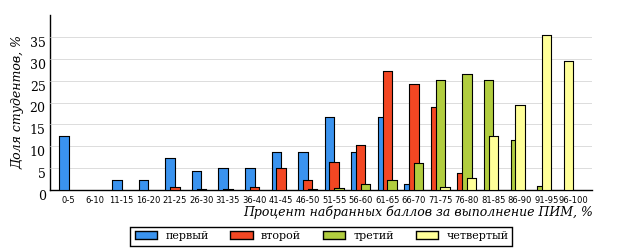 Доля студентов, %
35
30
25
20
15
10
5
0
0-5 6-10 11-15 16-20 21-25 26-30 31-35 36-40 41-45 46-50 51-55 56-60 61-65 66-70 71-75 76-80 81-85 86-90 91-95 96-100
Процент набранных баллов за выполнение ПИМ, %
первый второй третий четвертый